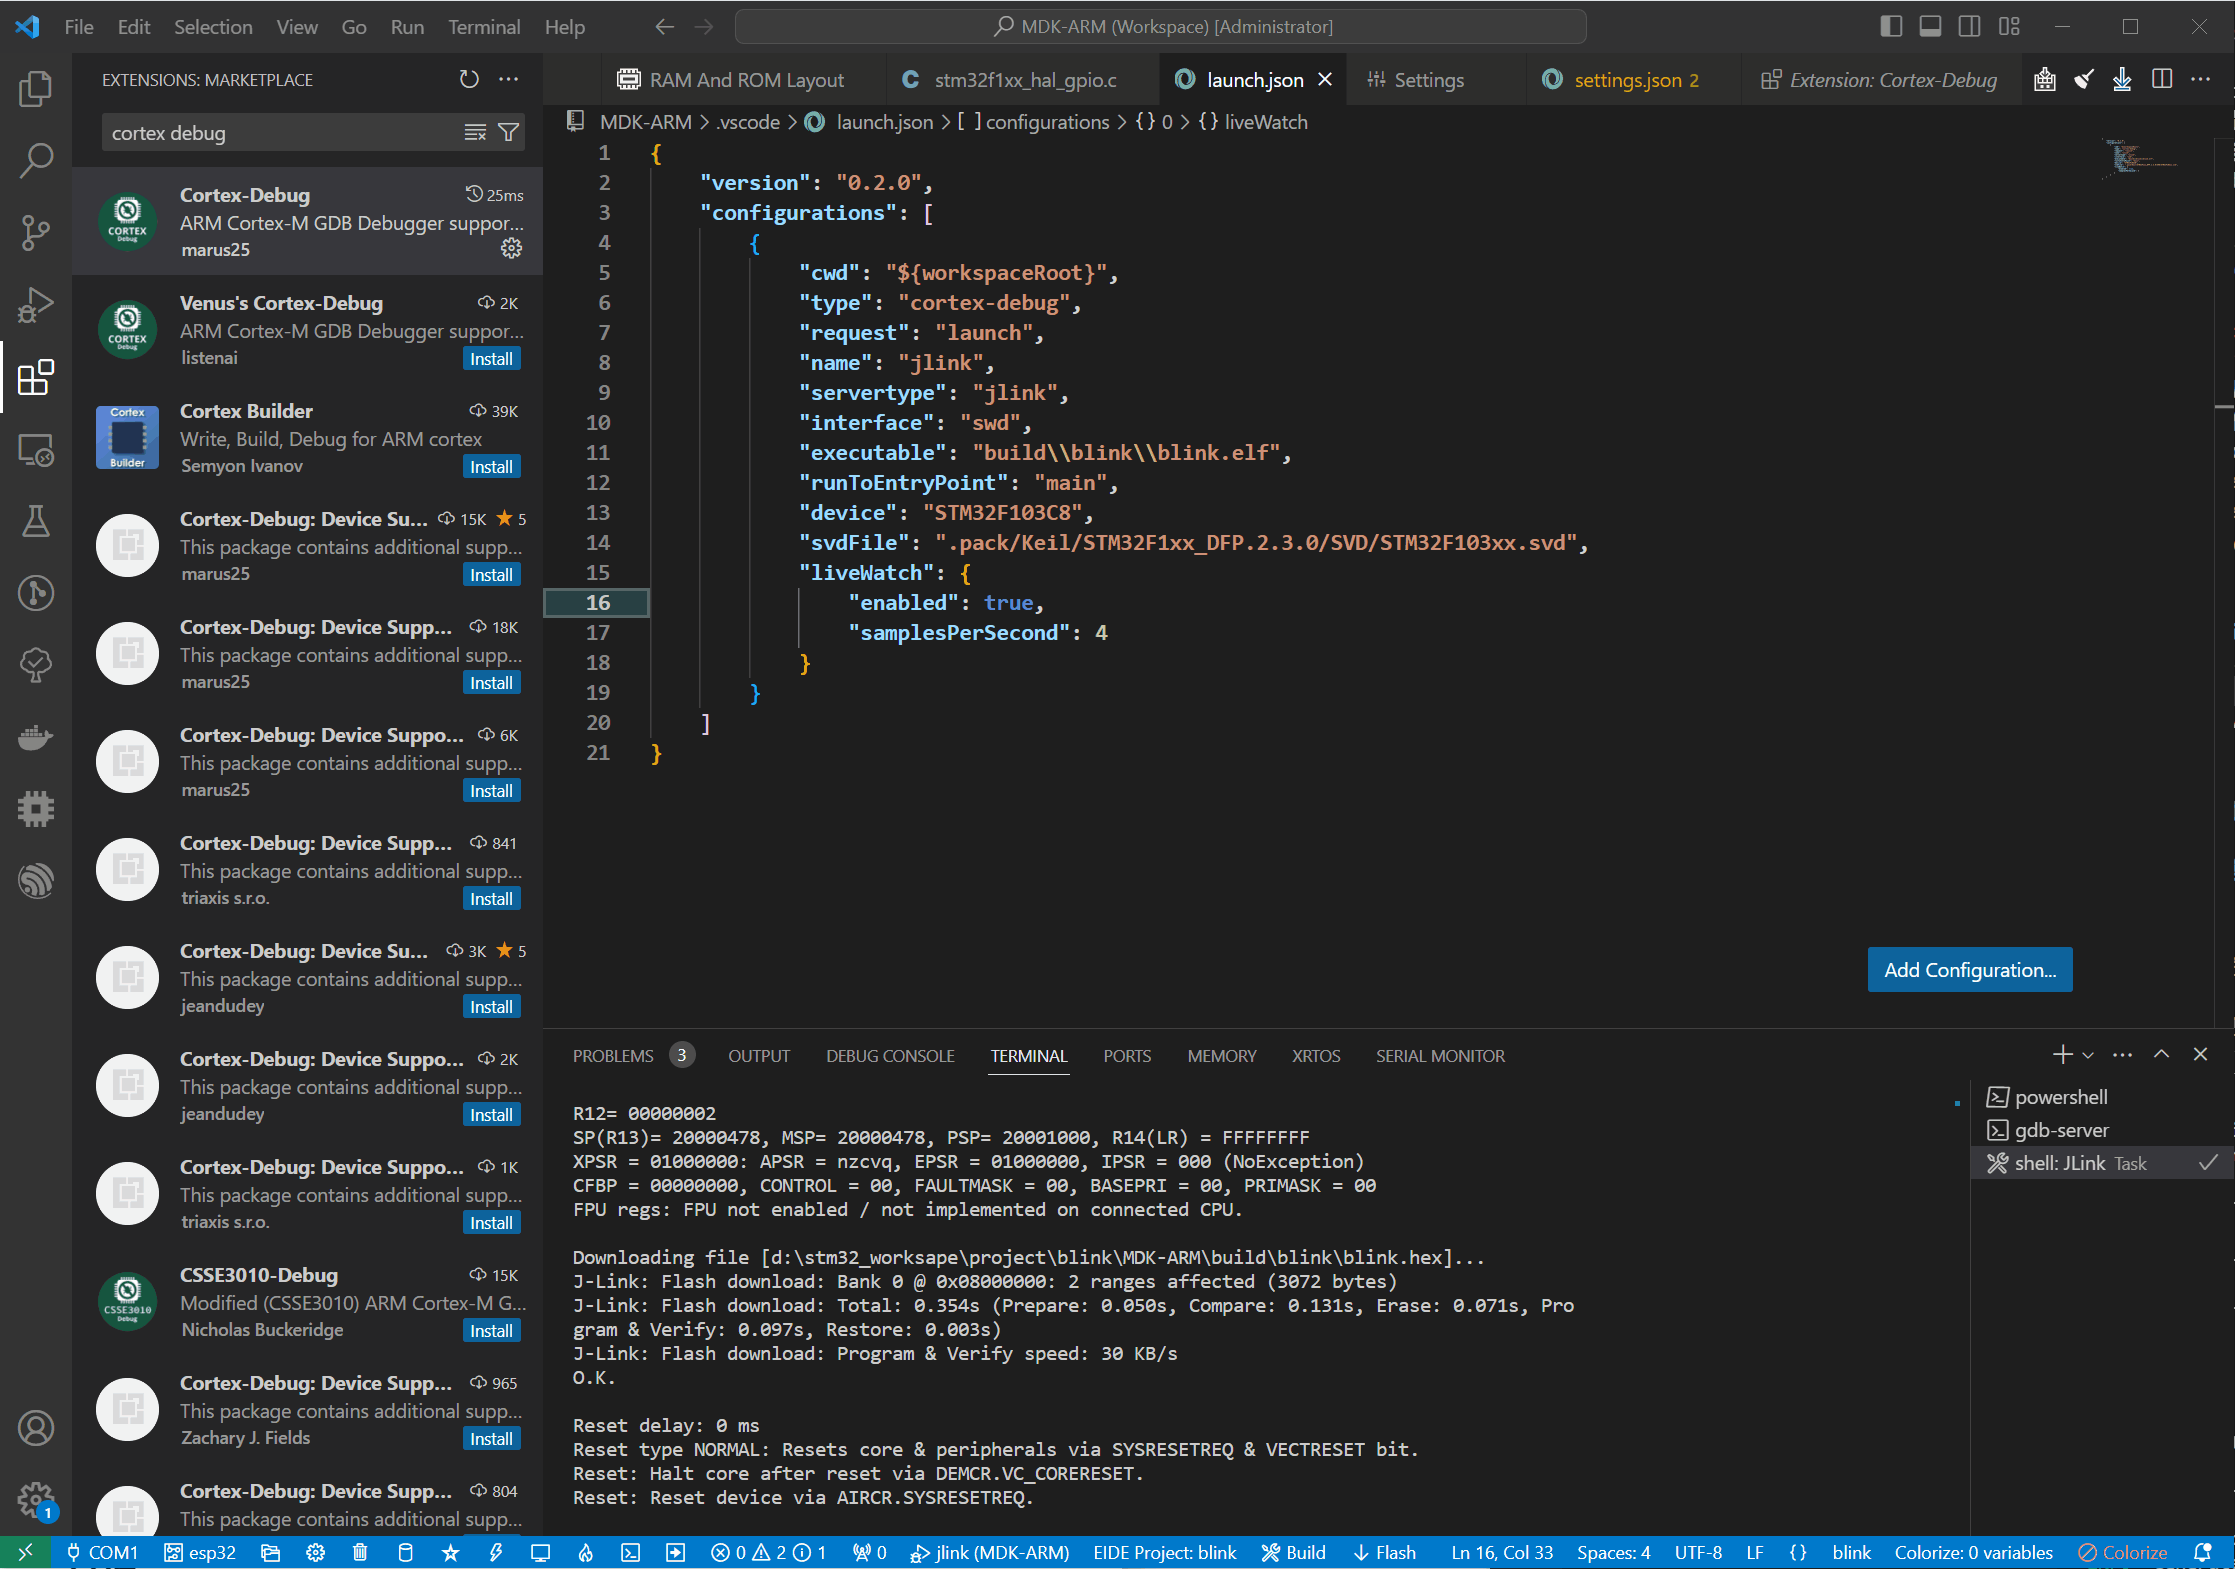 File Edit Selection View Go Run Terminal Help
MDK-ARM (Workspace) [Administrator]
EXTENSIONS: MARKETPLACE
cortex debug
Cortex-Debug 25ms
ARM Cortex-M GDB Debugger suppor...
marus25
Venus's Cortex-Debug 2K
ARM Cortex-M GDB Debugger suppor...
listenai Install
Cortex Builder 39K
Write, Build, Debug for ARM cortex
Semyon Ivanov Install
Cortex-Debug: Device Su... 15K 5
This package contains additional supp...
marus25 Install
Cortex-Debug: Device Supp... 18K
This package contains additional supp...
marus25 Install
Cortex-Debug: Device Suppo... 6K
This package contains additional supp...
marus25 Install
Cortex-Debug: Device Supp... 841
This package contains additional supp...
triaxis s.r.o. Install
Cortex-Debug: Device Su... 3K 5
This package contains additional supp...
jeandudey Install
Cortex-Debug: Device Suppo... 2K
This package contains additional supp...
jeandudey Install
Cortex-Debug: Device Suppo... 1K
This package contains additional supp...
triaxis s.r.o. Install
CSSE3010-Debug 15K
Modified (CSSE3010) ARM Cortex-M G...
Nicholas Buckeridge Install
Cortex-Debug: Device Supp... 965
This package contains additional supp...
Zachary J. Fields Install
Cortex-Debug: Device Supp... 804
This package contains additional supp...
CORTEX
Debug
CORTEX
Debug
Cortex
Builder
CSSE3010
Debug
1
RAM And ROM Layout stm32f1xx_hal_gpio.c launch.json Settings settings.json 2 Extension: Cortex-Debug
MDK-ARM > .vscode > launch.json > [ ] configurations > {} 0 > {} liveWatch
1 {
2 "version": "0.2.0",
3 "configurations": [
4 {
5 "cwd": "${workspaceRoot}",
6 "type": "cortex-debug",
7 "request": "launch",
8 "name": "jlink",
9 "servertype": "jlink",
10 "interface": "swd",
11 "executable": "build\\blink\\blink.elf",
12 "runToEntryPoint": "main",
13 "device": "STM32F103C8",
14 "svdFile": ".pack/Keil/STM32F1xx_DFP.2.3.0/SVD/STM32F103xx.svd",
15 "liveWatch": {
16 "enabled": true,
17 "samplesPerSecond": 4
18 }
19 }
20 ]
21 }
Add Configuration...
PROBLEMS 3 OUTPUT DEBUG CONSOLE TERMINAL PORTS MEMORY XRTOS SERIAL MONITOR
R12= 00000002
SP(R13)= 20000478, MSP= 20000478, PSP= 20001000, R14(LR) = FFFFFFFF
XPSR = 01000000: APSR = nzcvq, EPSR = 01000000, IPSR = 000 (NoException)
CFBP = 00000000, CONTROL = 00, FAULTMASK = 00, BASEPRI = 00, PRIMASK = 00
FPU regs: FPU not enabled / not implemented on connected CPU.
Downloading file [d:\stm32_worksape\project\blink\MDK-ARM\build\blink\blink.hex]...
J-Link: Flash download: Bank 0 @ 0x08000000: 2 ranges affected (3072 bytes)
J-Link: Flash download: Total: 0.354s (Prepare: 0.050s, Compare: 0.131s, Erase: 0.071s, Pro
gram & Verify: 0.097s, Restore: 0.003s)
J-Link: Flash download: Program & Verify speed: 30 KB/s
O.K.
Reset delay: 0 ms
Reset type NORMAL: Resets core & peripherals via SYSRESETREQ & VECTRESET bit.
Reset: Halt core after reset via DEMCR.VC_CORERESET.
Reset: Reset device via AIRCR.SYSRESETREQ.
powershell
gdb-server
shell: JLink Task
COM1 esp32 0 2 1 0 jlink (MDK-ARM) EIDE Project: blink Build Flash Ln 16, Col 33 Spaces: 4 UTF-8 LF {} blink Colorize: 0 variables Colorize